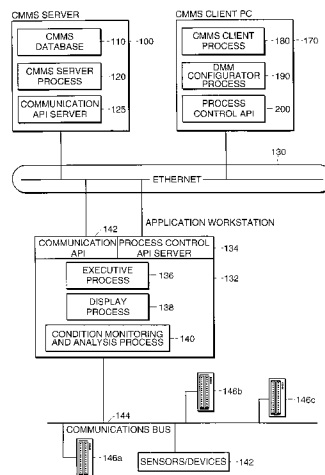 CMMS SERVER
CMMS DATABASE
110
100
CMMS SERVER PROCESS
120
COMMUNICATION API SERVER
125
CMMS CLIENT PC
CMMS CLIENT PROCESS
180
170
DMM CONFIGURATOR PROCESS
190
PROCESS CONTROL API
200
130
ETHERNET
142
APPLICATION WORKSTATION
COMMUNICATION API
PROCESS CONTROL API SERVER
134
132
EXECUTIVE PROCESS
136
DISPLAY PROCESS
138
CONDITION MONITORING AND ANALYSIS PROCESS
140
146b
144
146c
COMMUNICATIONS BUS
146a
SENSORS/DEVICES
142